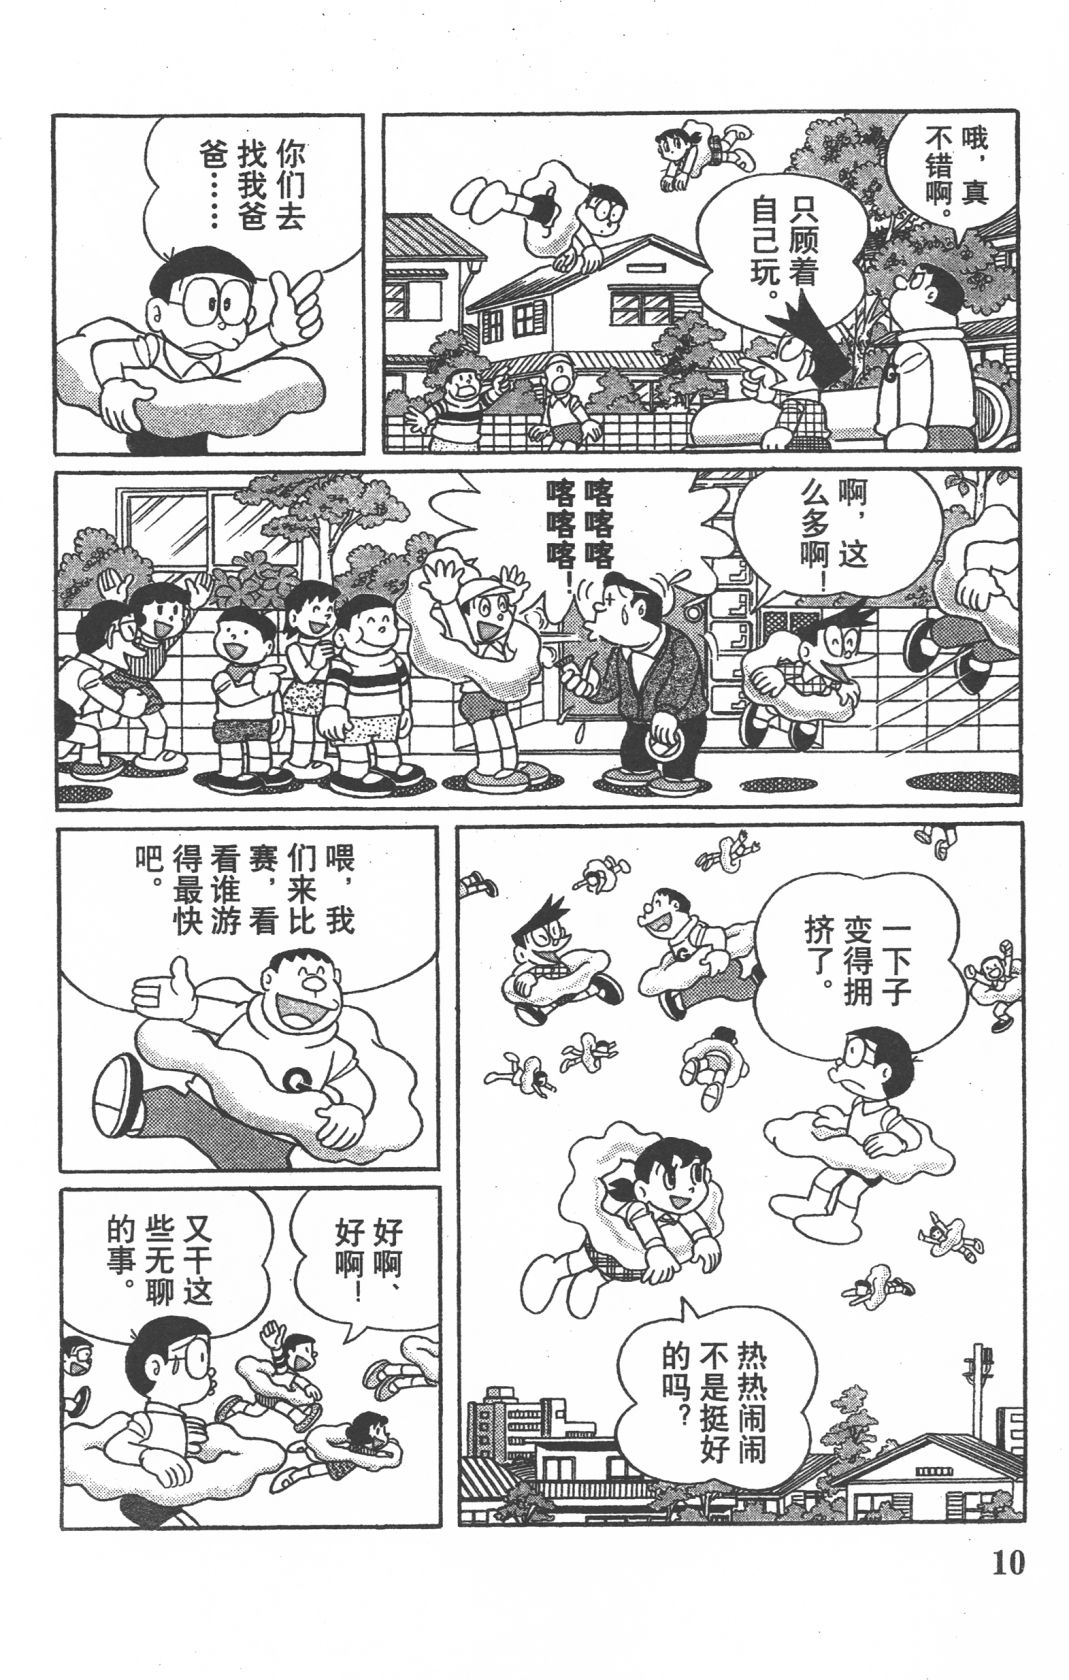 哦，真
不错啊。
只顾着
自己玩。
你们去
找我爸
爸……
啊，这
么多啊！
喀喀喀
喀喀喀！
一下子
变得拥
挤了。
热热闹闹
不是挺好
的吗？
喂，我
们来比
赛，看
看谁游
得最快
吧。
好啊、
好啊！
又干这
些无聊
的事。
10